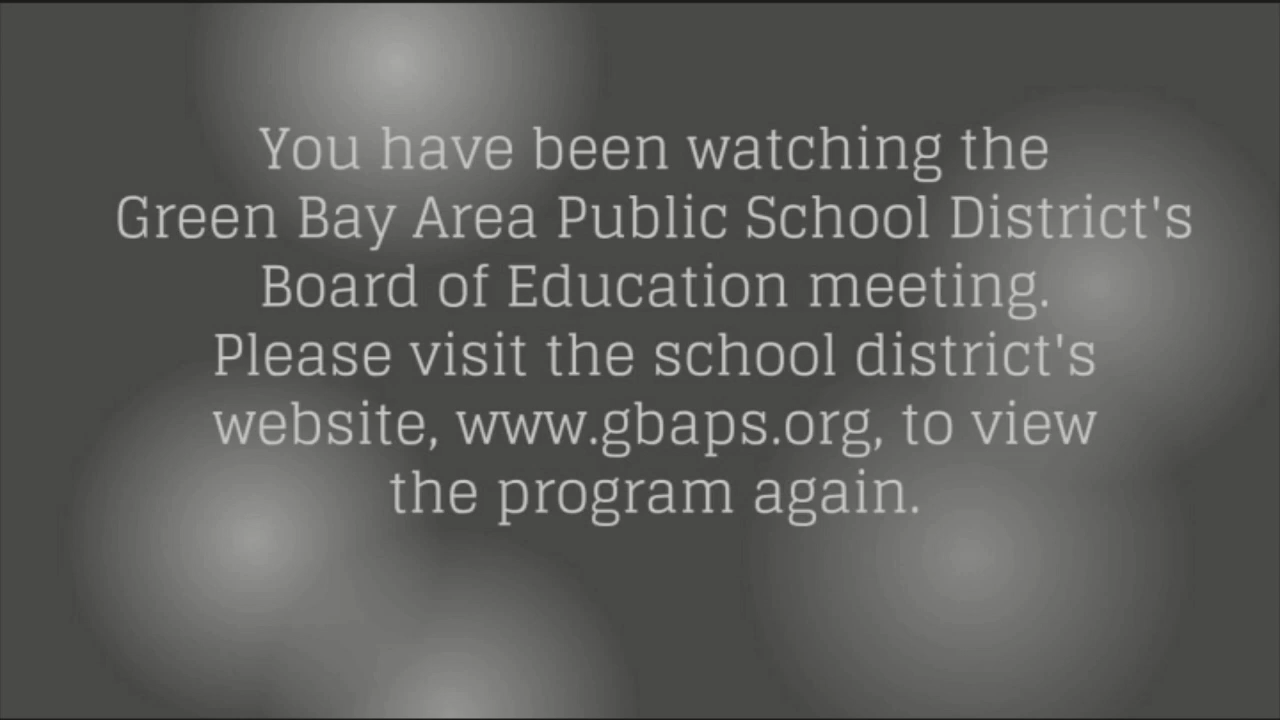 You have been watching the
Green Bay Area Public School District's
Board of Education meeting.
Please visit the school district's
website, www.gbaps.org, to view
the program again.